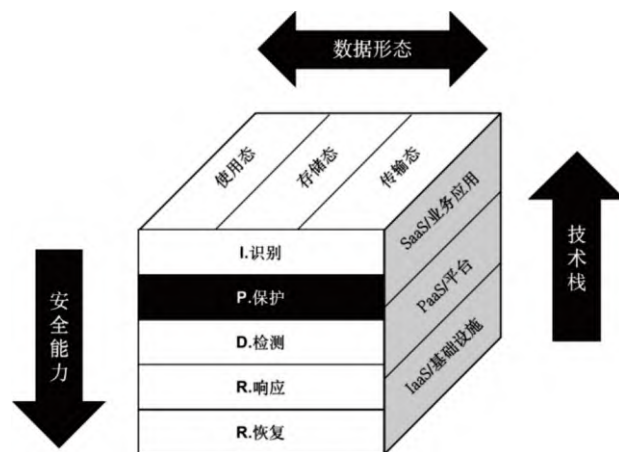 数据形态
使用态
存储态
传输态
I.识别
P.保护
D.检测
R.响应
R.恢复
SaaS/业务应用
PaaS/平台
IaaS/基础设施
安全能力
技术栈